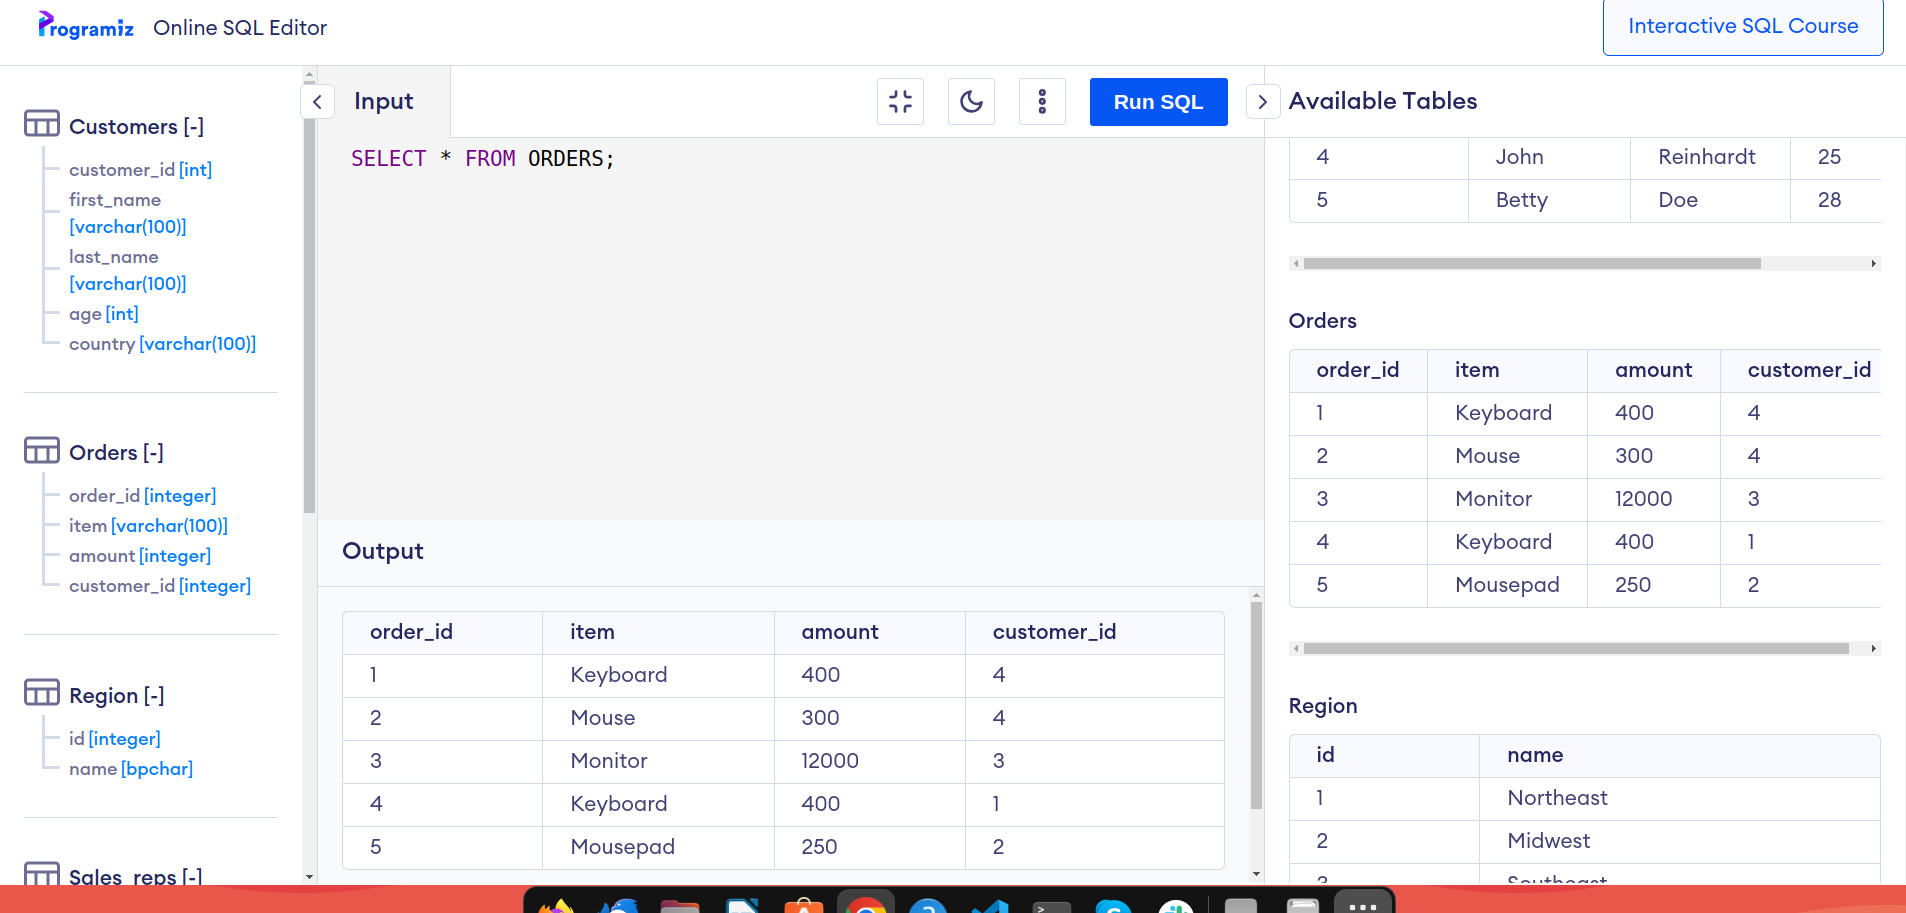 Programiz Online SQL Editor
Interactive SQL Course
Customers [-]
customer_id [int]
first_name
[varchar(100)]
last_name
[varchar(100)]
age [int]
country [varchar(100)]
Orders [-]
order_id [integer]
item [varchar(100)]
amount [integer]
customer_id [integer]
Region [-]
id [integer]
name [bpchar]
Sales_reps [-]
Input
Run SQL
SELECT * FROM ORDERS;
Output
order_id item amount customer_id
1 Keyboard 400 4
2 Mouse 300 4
3 Monitor 12000 3
4 Keyboard 400 1
5 Mousepad 250 2
Available Tables
4 John Reinhardt 25
5 Betty Doe 28
Orders
order_id item amount customer_id
1 Keyboard 400 4
2 Mouse 300 4
3 Monitor 12000 3
4 Keyboard 400 1
5 Mousepad 250 2
Region
id name
1 Northeast
2 Midwest
3 Southeast